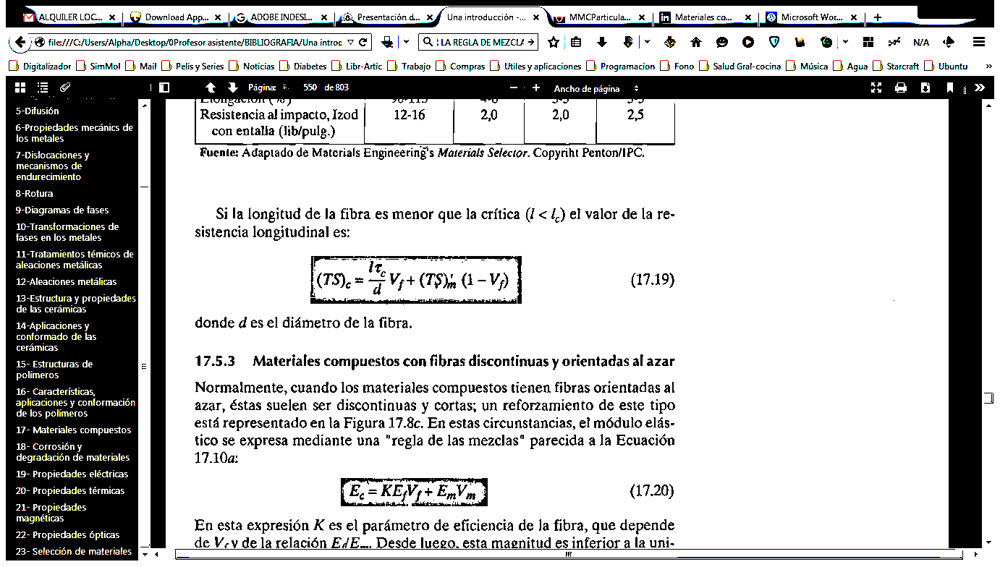 ALQUILER LOC...
Download App...
ADOBE INDESI...
Presentación d...
Una introducción -...
MMCParticula...
Materiales co...
Microsoft Wor...
file:///C:/Users/Alpha/Desktop/0Profesor asistente/BIBLIOGRAFIA/Una introc
LA REGLA DE MEZCLA
N/A
Digitalizador SimMol Mail Pelis y Series Noticias Diabetes Libr-Artic Trabajo Compras Utiles y aplicaciones Programacion Fono Salud Gral-cocina Música Agua Starcraft Ubuntu »
Página: 550 de 803
Ancho de página
5-Difusión
6-Propiedades mecánics de
los metales
7-Dislocaciones y
mecanismos de
endurecimiento
8-Rotura
9-Diagramas de fases
10-Transformaciones de
fases en los metales
11-Tratamientos témicos de
aleaciones metálicas
12-Aleaciones metálicas
13-Estructura y propiedades
de las cerámicas
14-Aplicaciones y
conformado de las
cerámicas
15- Estructuras de
polímeros
16- Características,
aplicaciones y conformación
de los polímeros
17- Materiales compuestos
18- Corrosión y
degradación de materiales
19- Propiedades eléctricas
20- Propiedades térmicas
21- Propiedades
magnéticas
22- Propiedades ópticas
23- Selección de materiales
Elongación (%)
Resistencia al impacto, Izod 12-16 2,0 2,0 2,5
con entalla (lib/pulg.)
Fuente: Adaptado de Materials Engineering's Materials Selector. Copyriht Penton/IPC.
Si la longitud de la fibra es menor que la crítica (l < l_c) el valor de la re-
sistencia longitudinal es:
(TS)_c = lτ_c/d V_f + (TS)'_m (1 – V_f) (17.19)
donde d es el diámetro de la fibra.
17.5.3 Materiales compuestos con fibras discontinuas y orientadas al azar
Normalmente, cuando los materiales compuestos tienen fibras orientadas al
azar, éstas suelen ser discontinuas y cortas; un reforzamiento de este tipo
está representado en la Figura 17.8c. En estas circunstancias, el módulo elás-
tico se expresa mediante una "regla de las mezclas" parecida a la Ecuación
17.10a:
E_c = KE_fV_f + E_mV_m (17.20)
En esta expresión K es el parámetro de eficiencia de la fibra, que depende
de V_f y de la relación E_f/E_m. Desde luego, esta magnitud es inferior a la uni-